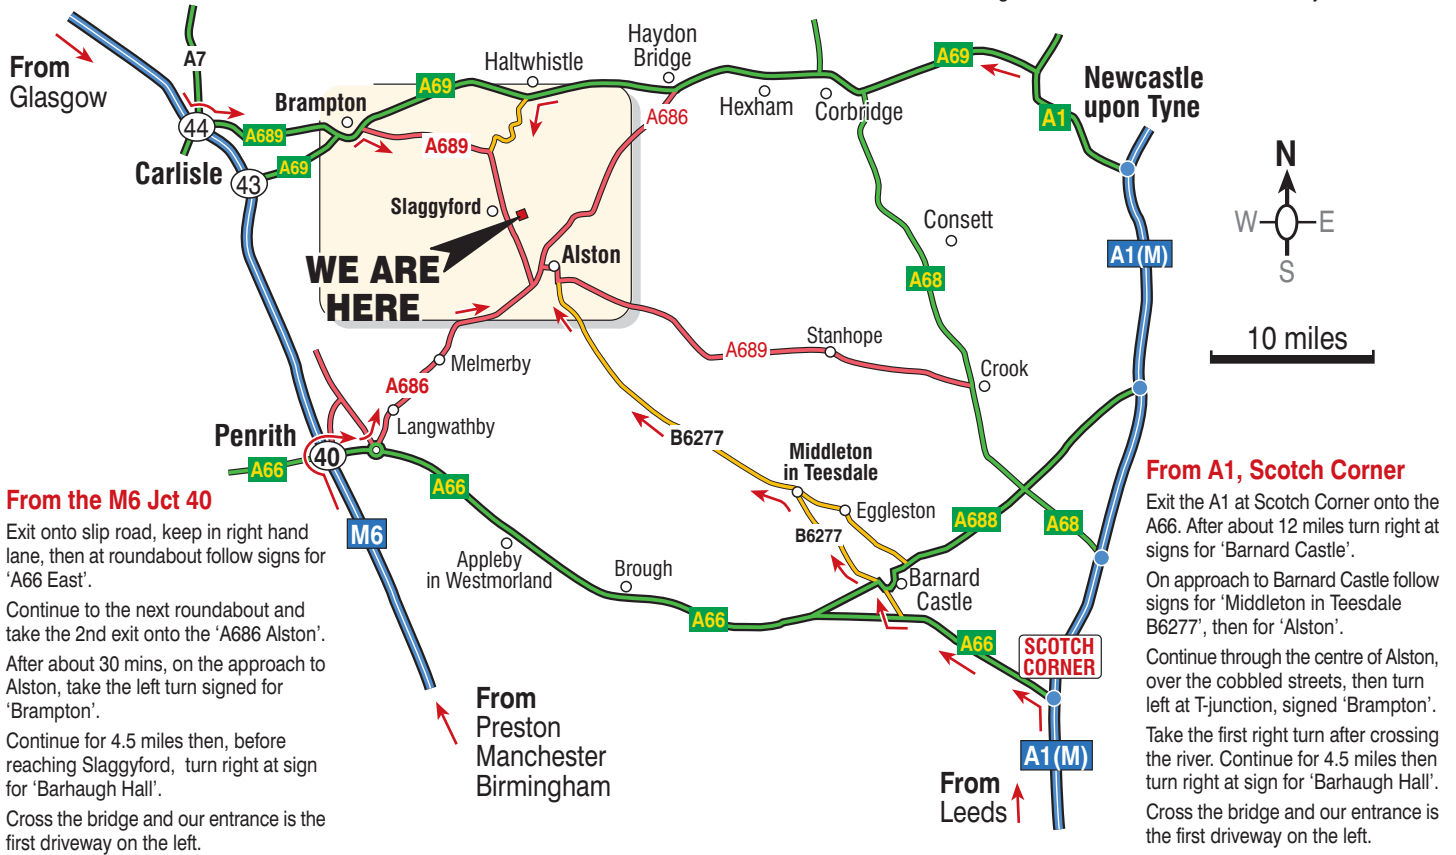 From
Glasgow
A7
44
A689
Carlisle
A69
43
Brampton
A69
Haltwhistle
Haydon
Bridge
A689
A686
Slaggyford
WE ARE
HERE
Alston
Hexham
Corbridge
A69
A1
Newcastle
upon Tyne
Consett
A68
A1(M)
N
W
E
S
10 miles
Stanhope
A689
Crook
Melmerby
A686
Langwathby
Penrith
40
A66
A66
M6
B6277
Middleton
in Teesdale
Eggleston
B6277
A688
A68
Appleby
in Westmorland
Brough
Barnard
Castle
A66
A66
SCOTCH
CORNER
A1(M)
From
Leeds
From
Preston
Manchester
Birmingham
From the M6 Jct 40
Exit onto slip road, keep in right hand
lane, then at roundabout follow signs for
‘A66 East’.
Continue to the next roundabout and
take the 2nd exit onto the ‘A686 Alston’.
After about 30 mins, on the approach to
Alston, take the left turn signed for
‘Brampton’.
Continue for 4.5 miles then, before
reaching Slaggyford, turn right at sign
for ‘Barhaugh Hall’.
Cross the bridge and our entrance is the
first driveway on the left.
From A1, Scotch Corner
Exit the A1 at Scotch Corner onto the
A66. After about 12 miles turn right at
signs for ‘Barnard Castle’.
On approach to Barnard Castle follow
signs for ‘Middleton in Teesdale
B6277’, then for ‘Alston’.
Continue through the centre of Alston,
over the cobbled streets, then turn
left at T-junction, signed ‘Brampton’.
Take the first right turn after crossing
the river. Continue for 4.5 miles then
turn right at sign for ‘Barhaugh Hall’.
Cross the bridge and our entrance is
the first driveway on the left.